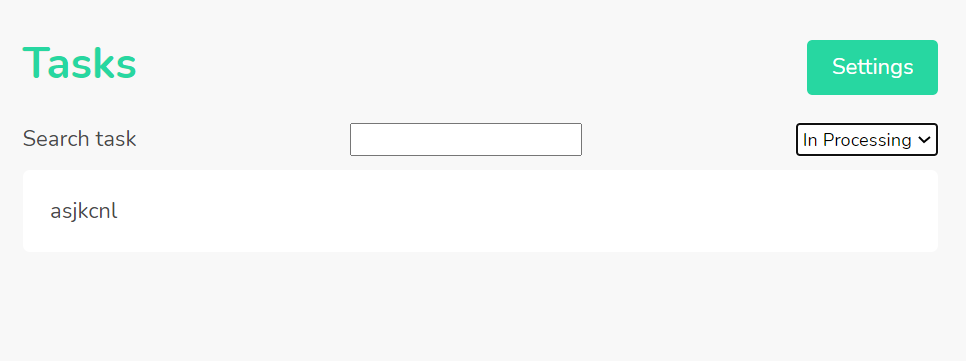 Tasks
Settings
Search task
In Processing
asjkcnl